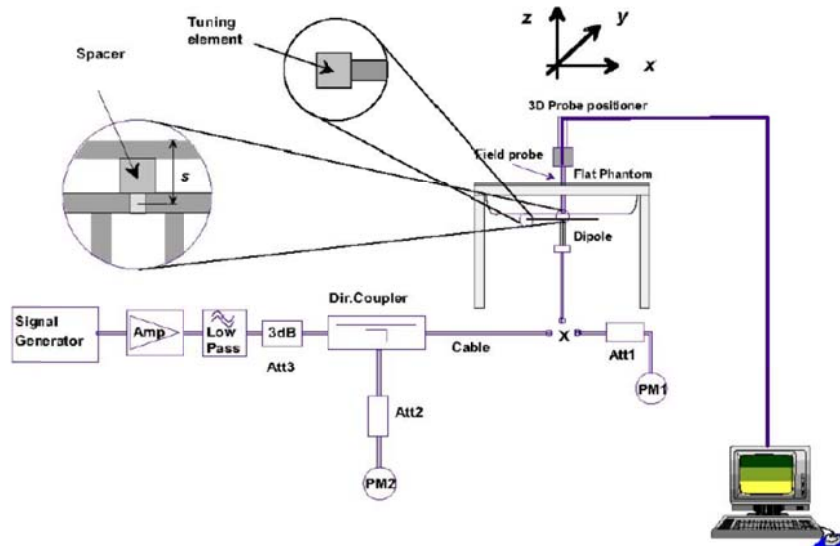 Tuning
element
Spacer
s
z
y
x
3D Probe positioner
Field probe
Flat Phantom
Dipole
Dir.Coupler
Signal
Generator
Amp
Low
Pass
3dB
Att3
Cable
X
Att1
PM1
Att2
PM2